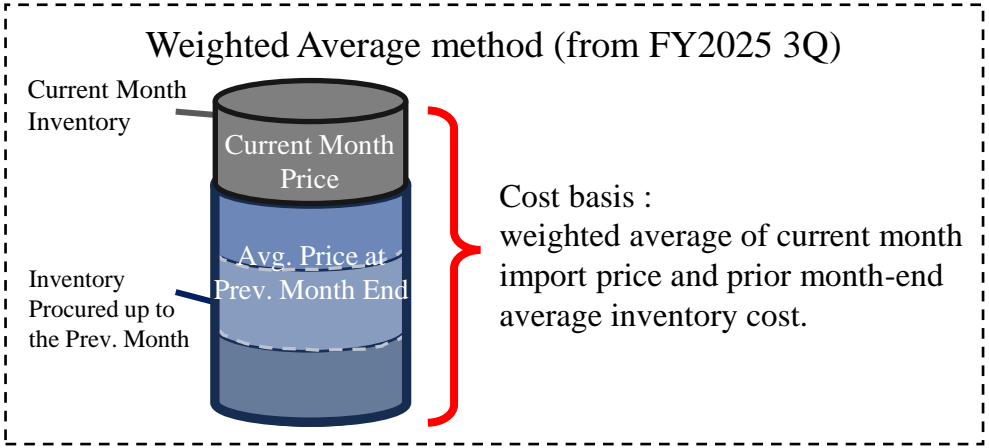 Weighted Average method (from FY2025 3Q)
Current Month
Inventory
Current Month
Price
Avg. Price at
Prev. Month End
Inventory
Procured up to
the Prev. Month
Cost basis :
weighted average of current month
import price and prior month-end
average inventory cost.